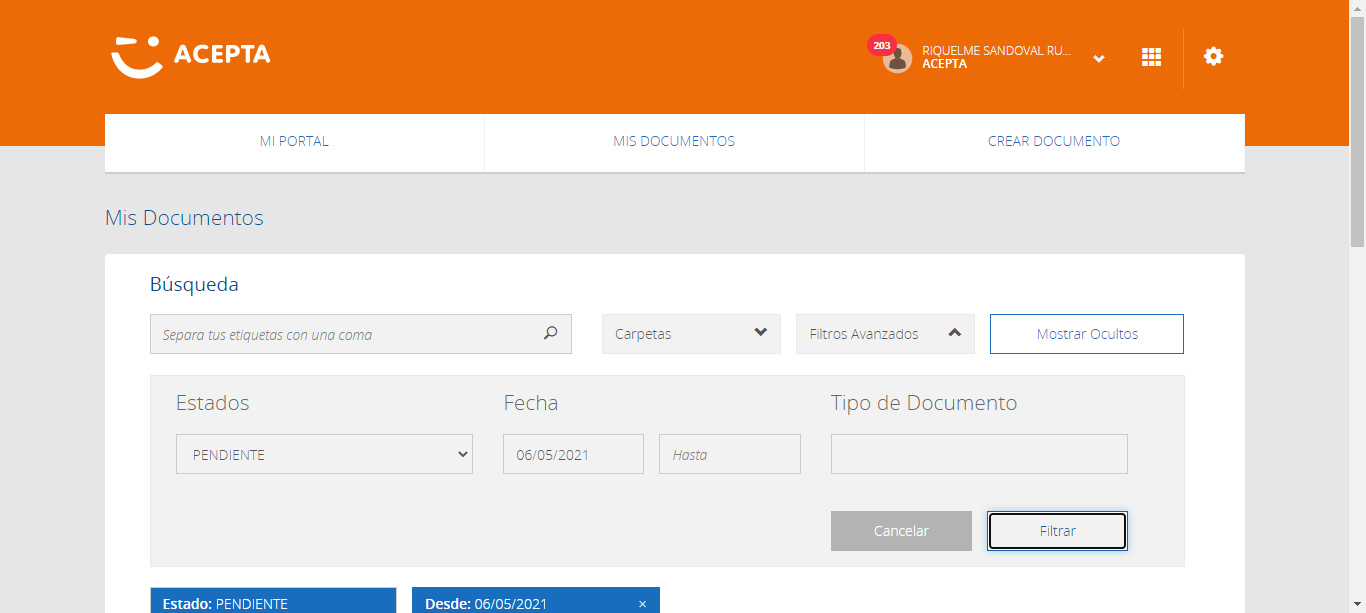 ACEPTA
203
RIQUELME SANDOVAL RU...
ACEPTA
MI PORTAL
MIS DOCUMENTOS
CREAR DOCUMENTO
Mis Documentos
Búsqueda
Separa tus etiquetas con una coma
Carpetas
Filtros Avanzados
Mostrar Ocultos
Estados
Fecha
Tipo de Documento
PENDIENTE
06/05/2021
Hasta
Cancelar
Filtrar
Estado: PENDIENTE
Desde: 06/05/2021 ×